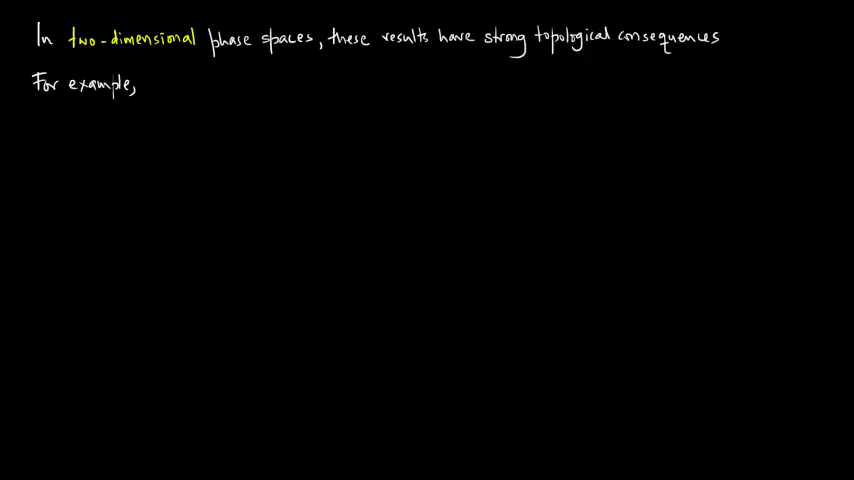 In two-dimensional phase spaces, these results have strong topological consequences
For example,